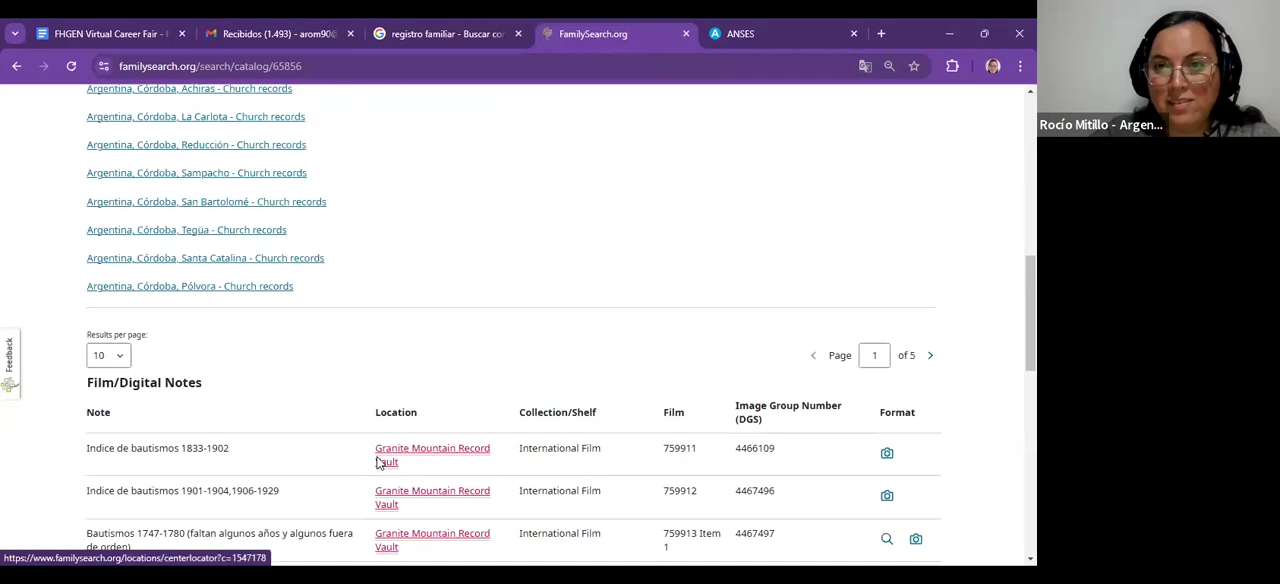 FHGEN Virtual Career Fair -
Recibidos (1.493) - arom90@
registro familiar - Buscar co
FamilySearch.org
ANSES
familysearch.org/search/catalog/65856
Rocío Mitillo - Argen...
Argentina, Córdoba, Achiras - Church records
Argentina, Córdoba, La Carlota - Church records
Argentina, Córdoba, Reducción - Church records
Argentina, Córdoba, Sampacho - Church records
Argentina, Córdoba, San Bartolomé - Church records
Argentina, Córdoba, Tegüa - Church records
Argentina, Córdoba, Santa Catalina - Church records
Argentina, Córdoba, Pólvora - Church records
Feedback
Results per page:
10
Page 1 of 5
Film/Digital Notes
Note Location Collection/Shelf Film Image Group Number (DGS) Format
Indice de bautismos 1833-1902 Granite Mountain Record International Film 759911 4466109
Vault
Indice de bautismos 1901-1904,1906-1929 Granite Mountain Record International Film 759912 4467496
Vault
Bautismos 1747-1780 (faltan algunos años y algunos fuera Granite Mountain Record International Film 759913 Item 4467497
de orden) Vault 1
https://www.familysearch.org/locations/centerlocator?c=1547178